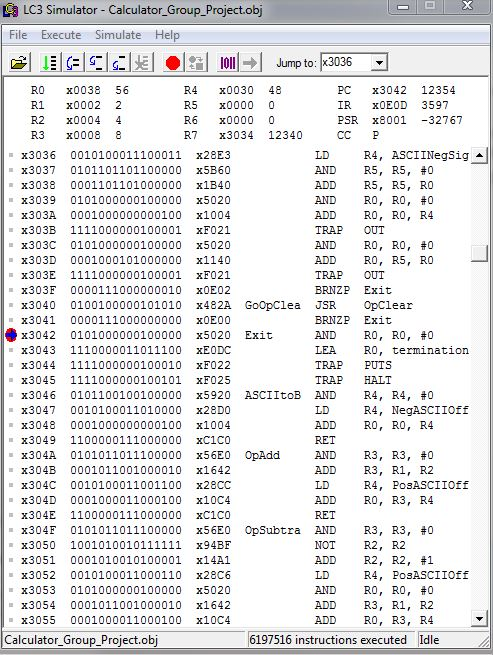 LC3 Simulator - Calculator_Group_Project.obj
File Execute Simulate Help
Jump to: x3036
R0 x0038 56 R4 x0030 48 PC x3042 12354
R1 x0002 2 R5 x0000 0 IR x0E0D 3597
R2 x0004 4 R6 x0000 0 PSR x8001 -32767
R3 x0008 8 R7 x3034 12340 CC P
x3036 0010100011100011 x28E3 LD R4, ASCIINegSig
x3037 0101101101100000 x5B60 AND R5, R5, #0
x3038 0001101101000000 x1B40 ADD R5, R5, R0
x3039 0101000000100000 x5020 AND R0, R0, #0
x303A 0001000000000100 x1004 ADD R0, R0, R4
x303B 1111000000100001 xF021 TRAP OUT
x303C 0101000000100000 x5020 AND R0, R0, #0
x303D 0001000101000000 x1140 ADD R0, R5, R0
x303E 1111000000100001 xF021 TRAP OUT
x303F 0000111000000010 x0E02 BRNZP Exit
x3040 0100100000101010 x482A GoOpClea JSR OpClear
x3041 0000111000000000 x0E00 BRNZP Exit
x3042 0101000000100000 x5020 Exit AND R0, R0, #0
x3043 1110000011011100 xE0DC LEA R0, termination
x3044 1111000000100010 xF022 TRAP PUTS
x3045 1111000000100101 xF025 TRAP HALT
x3046 0101100100100000 x5920 ASCIItoB AND R4, R4, #0
x3047 0010100011010000 x28D0 LD R4, NegASCIIOff
x3048 0001000000000100 x1004 ADD R0, R0, R4
x3049 1100000111000000 xC1C0 RET
x304A 0101011011100000 x56E0 OpAdd AND R3, R3, #0
x304B 0001011001000010 x1642 ADD R3, R1, R2
x304C 0010100011001100 x28CC LD R4, PosASCIIOff
x304D 0001000011000100 x10C4 ADD R0, R3, R4
x304E 1100000111000000 xC1C0 RET
x304F 0101011011100000 x56E0 OpSubtra AND R3, R3, #0
x3050 1001010010111111 x94BF NOT R2, R2
x3051 0001010010100001 x14A1 ADD R2, R2, #1
x3052 0010100011000110 x28C6 LD R4, PosASCIIOff
x3053 0101000000100000 x5020 AND R0, R0, #0
x3054 0001011001000010 x1642 ADD R3, R1, R2
x3055 0001000011000100 x10C4 ADD R0, R3, R4
Calculator_Group_Project.obj 6197516 instructions executed Idle